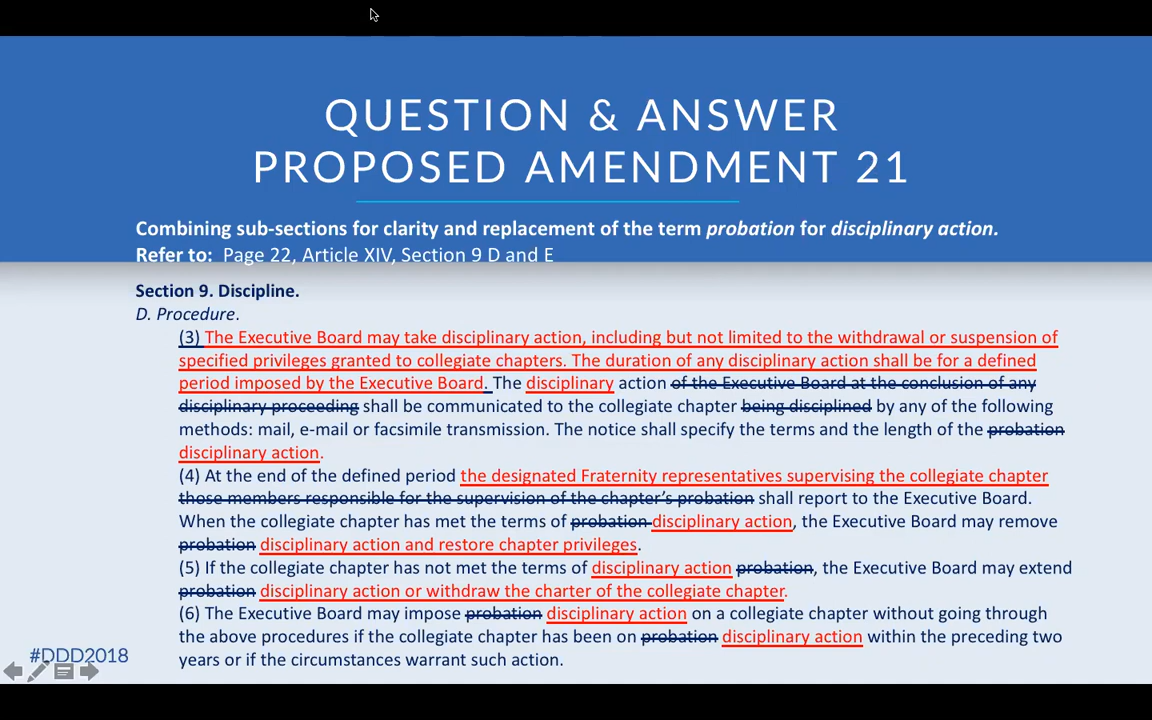 QUESTION & ANSWER
PROPOSED AMENDMENT 21
Combining sub-sections for clarity and replacement of the term probation for disciplinary action.
Refer to: Page 22, Article XIV, Section 9 D and E
Section 9. Discipline.
D. Procedure.
(3) The Executive Board may take disciplinary action, including but not limited to the withdrawal or suspension of
specified privileges granted to collegiate chapters. The duration of any disciplinary action shall be for a defined
period imposed by the Executive Board. The disciplinary action of the Executive Board at the conclusion of any
disciplinary proceeding shall be communicated to the collegiate chapter being disciplined by any of the following
methods: mail, e-mail or facsimile transmission. The notice shall specify the terms and the length of the probation
disciplinary action.
(4) At the end of the defined period the designated Fraternity representatives supervising the collegiate chapter
those members responsible for the supervision of the chapter's probation shall report to the Executive Board.
When the collegiate chapter has met the terms of probation disciplinary action, the Executive Board may remove
probation disciplinary action and restore chapter privileges.
(5) If the collegiate chapter has not met the terms of disciplinary action probation, the Executive Board may extend
probation disciplinary action or withdraw the charter of the collegiate chapter.
(6) The Executive Board may impose probation disciplinary action on a collegiate chapter without going through
the above procedures if the collegiate chapter has been on probation disciplinary action within the preceding two
years or if the circumstances warrant such action.
#DDD2018